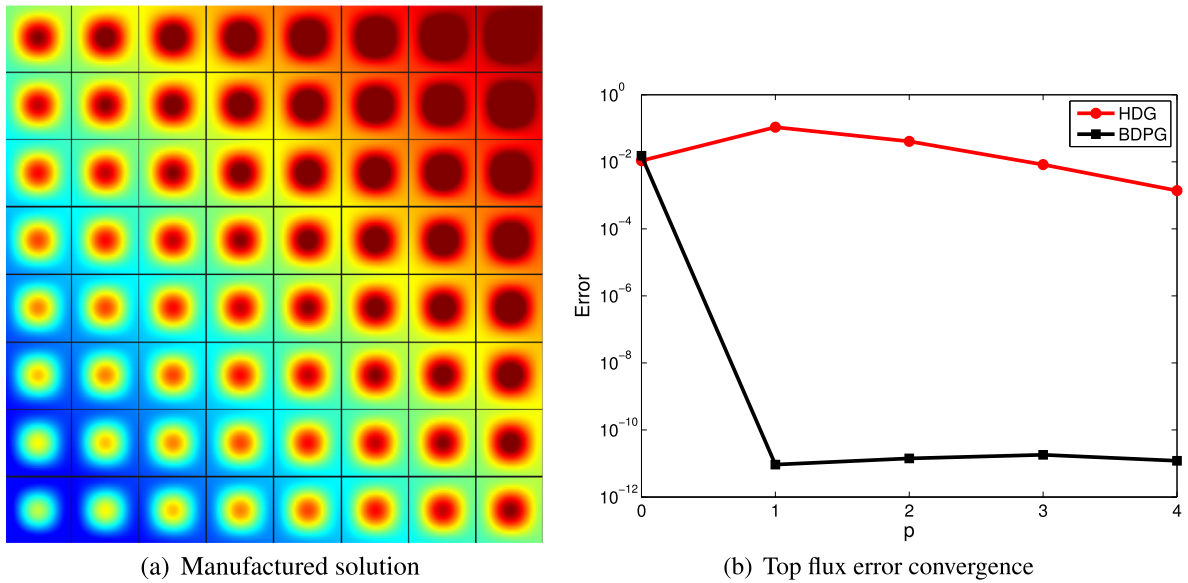 10^0
10^-2
10^-4
10^-6
10^-8
10^-10
10^-12
Error
HDG
BDPG
0 1 2 3 4
p
(a) Manufactured solution
(b) Top flux error convergence